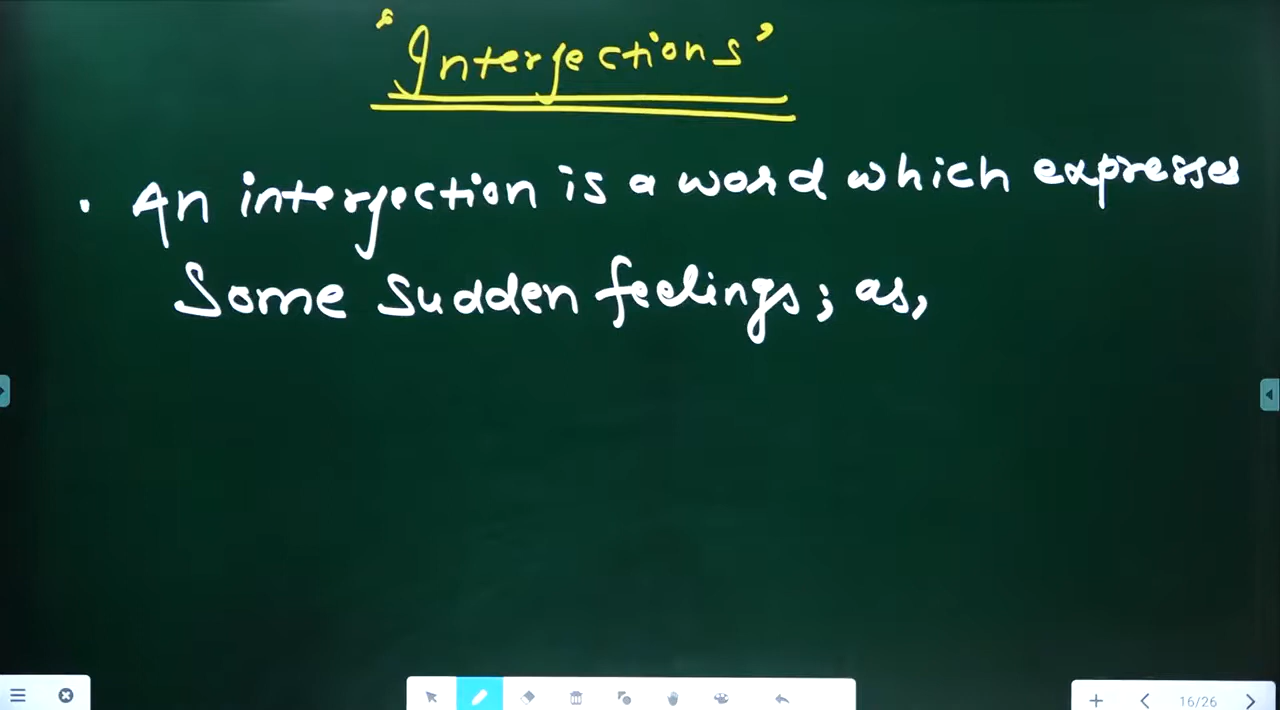 'Interjections'
• An interjection is a word which expresses
Some sudden feelings; as,
16/26